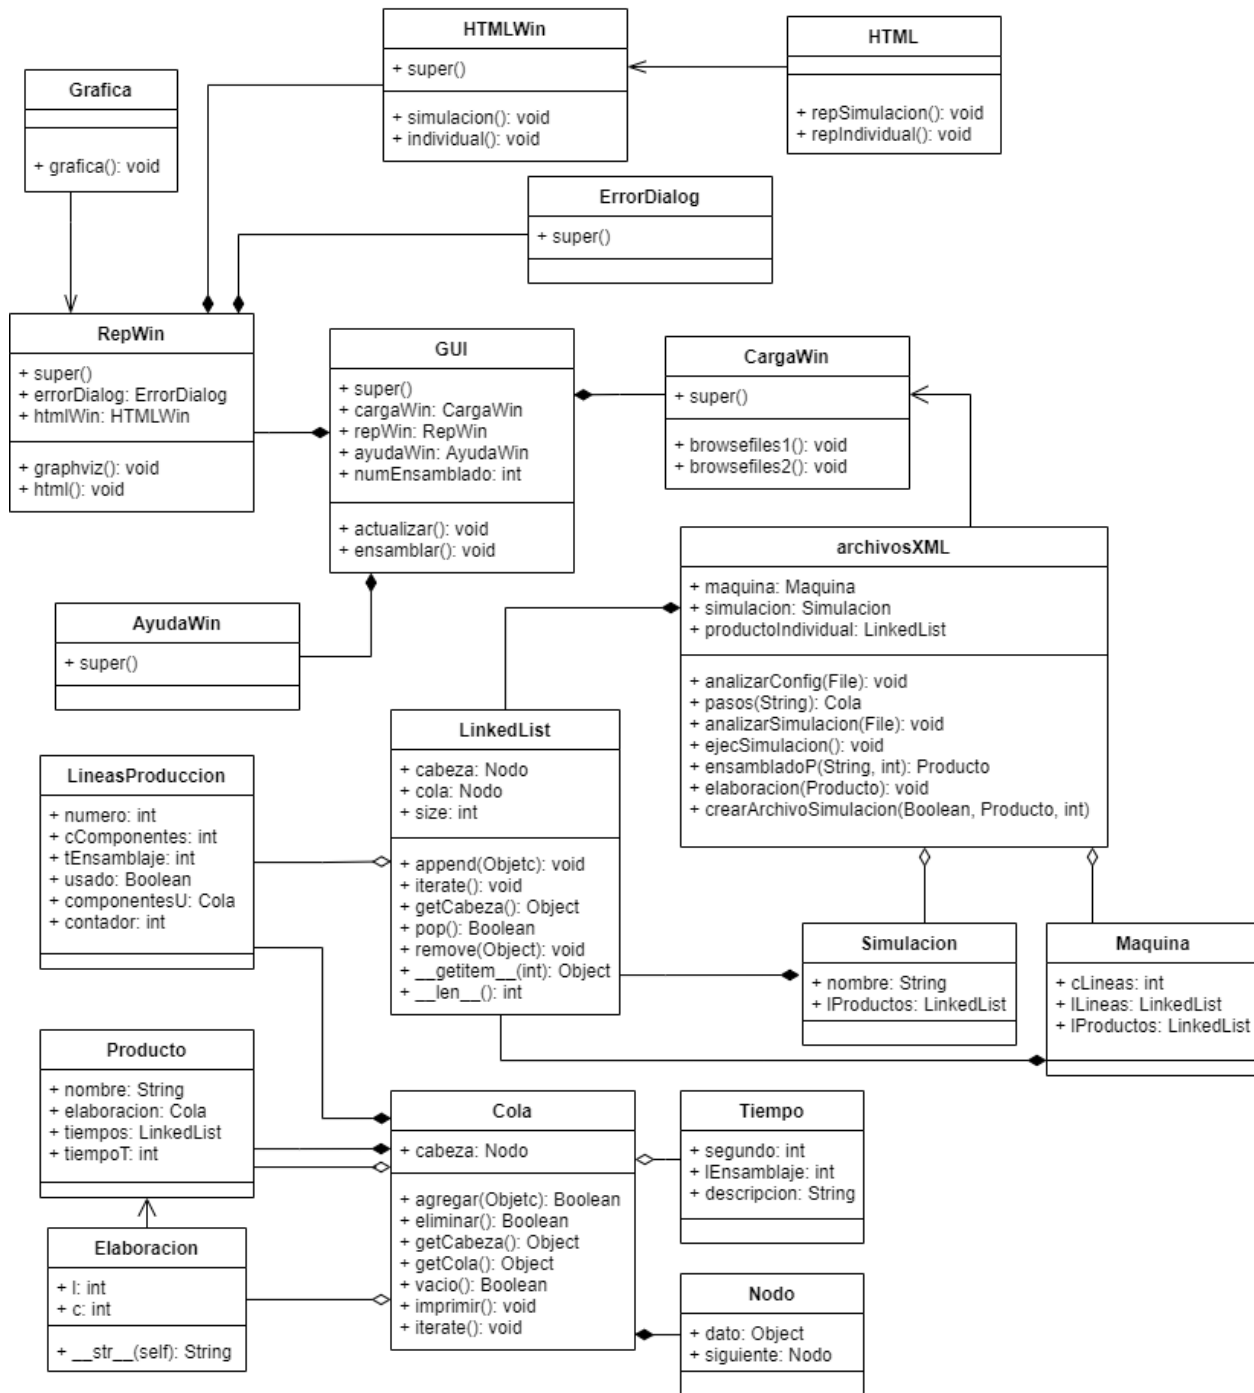 HTMLWin
+ super()
+ simulacion(): void
+ individual(): void
HTML
+ repSimulacion(): void
+ repIndividual(): void
Grafica
+ grafica(): void
ErrorDialog
+ super()
RepWin
+ super()
+ errorDialog: ErrorDialog
+ htmlWin: HTMLWin
+ graphviz(): void
+ html(): void
GUI
+ super()
+ cargaWin: CargaWin
+ repWin: RepWin
+ ayudaWin: AyudaWin
+ numEnsamblado: int
+ actualizar(): void
+ ensamblar(): void
CargaWin
+ super()
+ browsefiles1(): void
+ browsefiles2(): void
archivosXML
+ maquina: Maquina
+ simulacion: Simulacion
+ productoIndividual: LinkedList
+ analizarConfig(File): void
+ pasos(String): Cola
+ analizarSimulacion(File): void
+ ejecSimulacion(): void
+ ensambladoP(String, int): Producto
+ elaboracion(Producto): void
+ crearArchivoSimulacion(Boolean, Producto, int)
AyudaWin
+ super()
LinkedList
+ cabeza: Nodo
+ cola: Nodo
+ size: int
+ append(Objetc): void
+ iterate(): void
+ getCabeza(): Object
+ pop(): Boolean
+ remove(Object): void
+ __getitem__(int): Object
+ __len__(): int
LineasProduccion
+ numero: int
+ cComponentes: int
+ tEnsamblaje: int
+ usado: Boolean
+ componentesU: Cola
+ contador: int
Simulacion
+ nombre: String
+ lProductos: LinkedList
Maquina
+ cLineas: int
+ lLineas: LinkedList
+ lProductos: LinkedList
Producto
+ nombre: String
+ elaboracion: Cola
+ tiempos: LinkedList
+ tiempoT: int
Cola
+ cabeza: Nodo
+ agregar(Objetc): Boolean
+ eliminar(): Boolean
+ getCabeza(): Object
+ getCola(): Object
+ vacio(): Boolean
+ imprimir(): void
+ iterate(): void
Tiempo
+ segundo: int
+ lEnsamblaje: int
+ descripcion: String
Elaboracion
+ l: int
+ c: int
+ __str__(self): String
Nodo
+ dato: Object
+ siguiente: Nodo